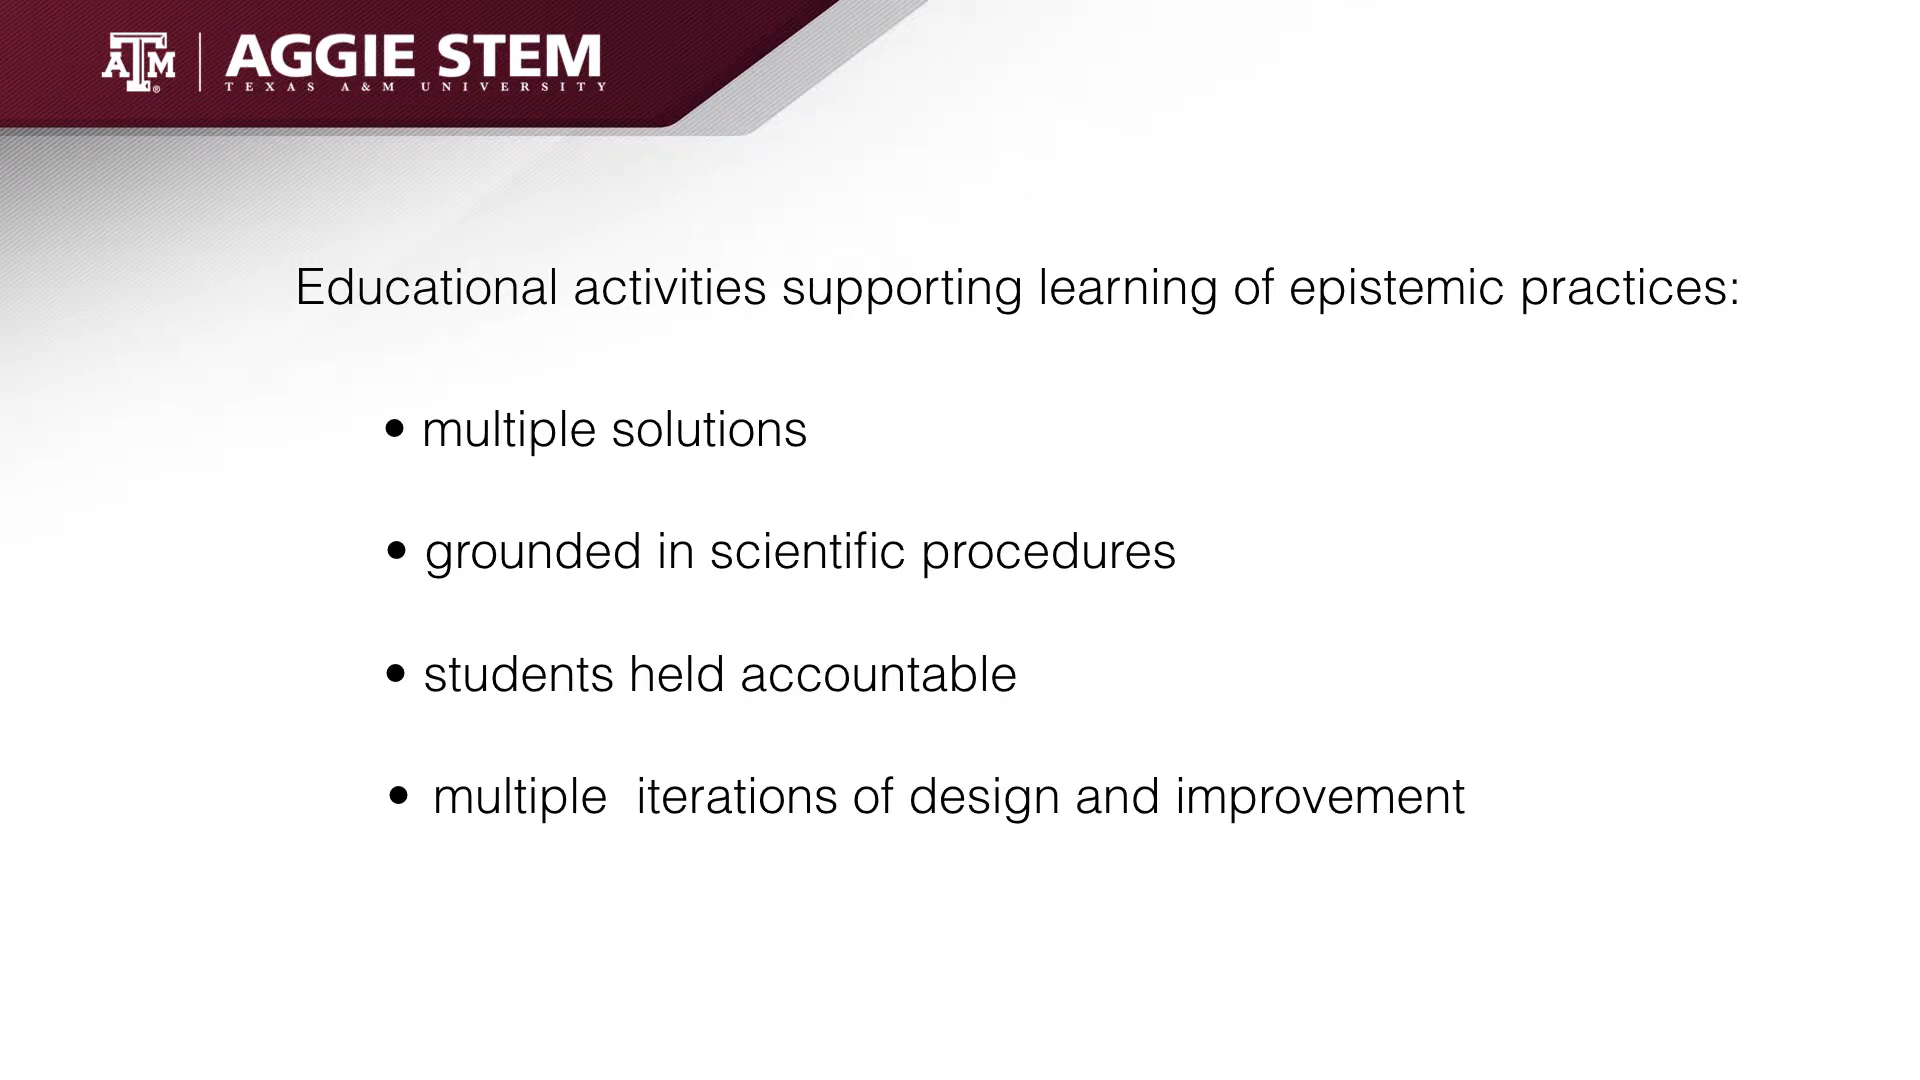 ATM® AGGIE STEM
TEXAS A&M UNIVERSITY
Educational activities supporting learning of epistemic practices:
• multiple solutions
• grounded in scientific procedures
• students held accountable
• multiple  iterations of design and improvement